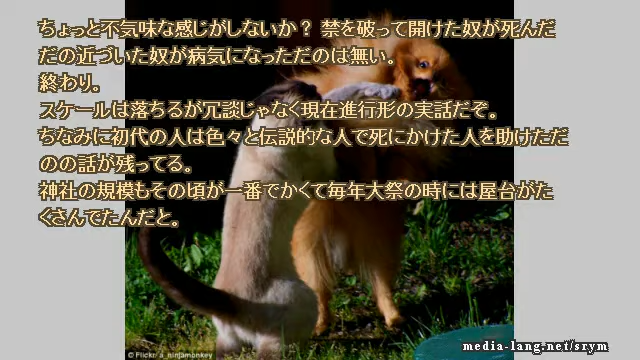 ちょっと不気味な感じがしないか？ 禁を破って開けた奴が死んだ
だの近づいた奴が病気になっただのは無い。
終わり。
スケールは落ちるが冗談じゃなく現在進行形の実話だぞ。
ちなみに初代の人は色々と伝説的な人で死にかけた人を助けただ
のの話が残ってる。
神社の規模もその頃が一番でかくて毎年大祭の時には屋台がた
くさんでたんだと。
© Flickr/ a_ninjamonkey
media-lang.net/srym